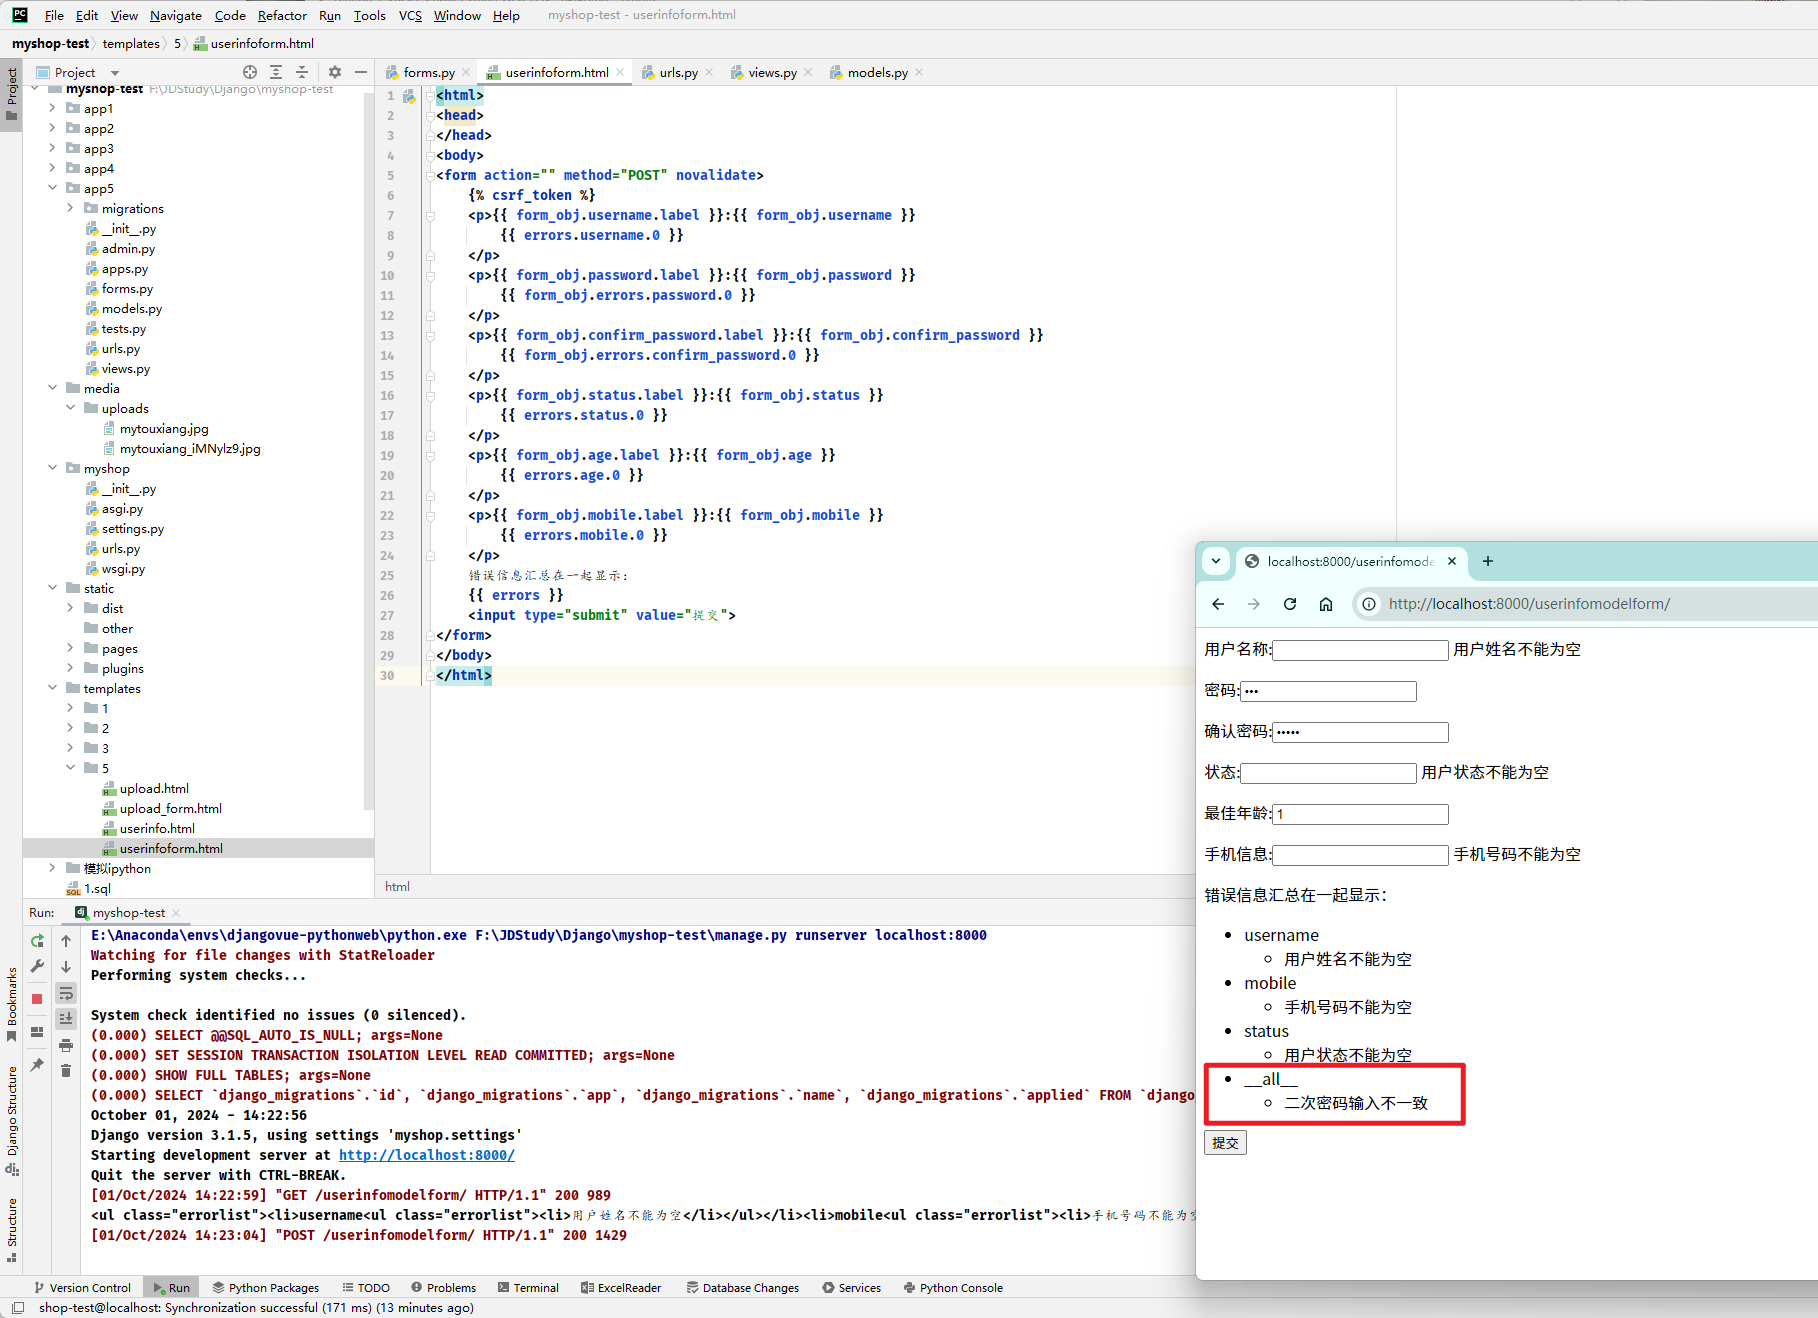 File Edit View Navigate Code Refactor Run Tools VCS Window Help myshop-test - userinfoform.html
myshop-test templates 5 userinfoform.html
Project
forms.py userinfoform.html urls.py views.py models.py
Project
myshop-test F:\JDStudy\Django\myshop-test
app1
app2
app3
app4
app5
migrations
__init__.py
admin.py
apps.py
forms.py
models.py
tests.py
urls.py
views.py
media
uploads
mytouxiang.jpg
mytouxiang_iMNylz9.jpg
myshop
__init__.py
asgi.py
settings.py
urls.py
wsgi.py
static
dist
other
pages
plugins
templates
1
2
3
5
upload.html
upload_form.html
userinfo.html
userinfoform.html
模拟ipython
1.sql
1 <html>
2 <head>
3 </head>
4 <body>
5 <form action="" method="POST" novalidate>
6 {% csrf_token %}
7 <p>{{ form_obj.username.label }}:{{ form_obj.username }}
8 {{ errors.username.0 }}
9 </p>
10 <p>{{ form_obj.password.label }}:{{ form_obj.password }}
11 {{ form_obj.errors.password.0 }}
12 </p>
13 <p>{{ form_obj.confirm_password.label }}:{{ form_obj.confirm_password }}
14 {{ form_obj.errors.confirm_password.0 }}
15 </p>
16 <p>{{ form_obj.status.label }}:{{ form_obj.status }}
17 {{ errors.status.0 }}
18 </p>
19 <p>{{ form_obj.age.label }}:{{ form_obj.age }}
20 {{ errors.age.0 }}
21 </p>
22 <p>{{ form_obj.mobile.label }}:{{ form_obj.mobile }}
23 {{ errors.mobile.0 }}
24 </p>
25 错误信息汇总在一起显示：
26 {{ errors }}
27 <input type="submit" value="提交">
28 </form>
29 </body>
30 </html>
html
localhost:8000/userinfomode
http://localhost:8000/userinfomodelform/
用户名称: 用户姓名不能为空
密码:•••
确认密码:•••••
状态: 用户状态不能为空
最佳年龄:1
手机信息: 手机号码不能为空
错误信息汇总在一起显示：
username
用户姓名不能为空
mobile
手机号码不能为空
status
用户状态不能为空
__all__
二次密码输入不一致
提交
Run: myshop-test
E:\Anaconda\envs\djangovue-pythonweb\python.exe F:\JDStudy\Django\myshop-test\manage.py runserver localhost:8000
Watching for file changes with StatReloader
Performing system checks...
System check identified no issues (0 silenced).
(0.000) SELECT @@SQL_AUTO_IS_NULL; args=None
(0.000) SET SESSION TRANSACTION ISOLATION LEVEL READ COMMITTED; args=None
(0.000) SHOW FULL TABLES; args=None
(0.000) SELECT `django_migrations`.`id`, `django_migrations`.`app`, `django_migrations`.`name`, `django_migrations`.`applied` FROM `django
October 01, 2024 - 14:22:56
Django version 3.1.5, using settings 'myshop.settings'
Starting development server at http://localhost:8000/
Quit the server with CTRL-BREAK.
[01/Oct/2024 14:22:59] "GET /userinfomodelform/ HTTP/1.1" 200 989
<ul class="errorlist"><li>username<ul class="errorlist"><li>用户姓名不能为空</li></ul></li><li>mobile<ul class="errorlist"><li>手机号码不能为空
[01/Oct/2024 14:23:04] "POST /userinfomodelform/ HTTP/1.1" 200 1429
Bookmarks
Django Structure
Structure
Version Control Run Python Packages TODO Problems Terminal ExcelReader Database Changes Services Python Console
shop-test@localhost: Synchronization successful (171 ms) (13 minutes ago)